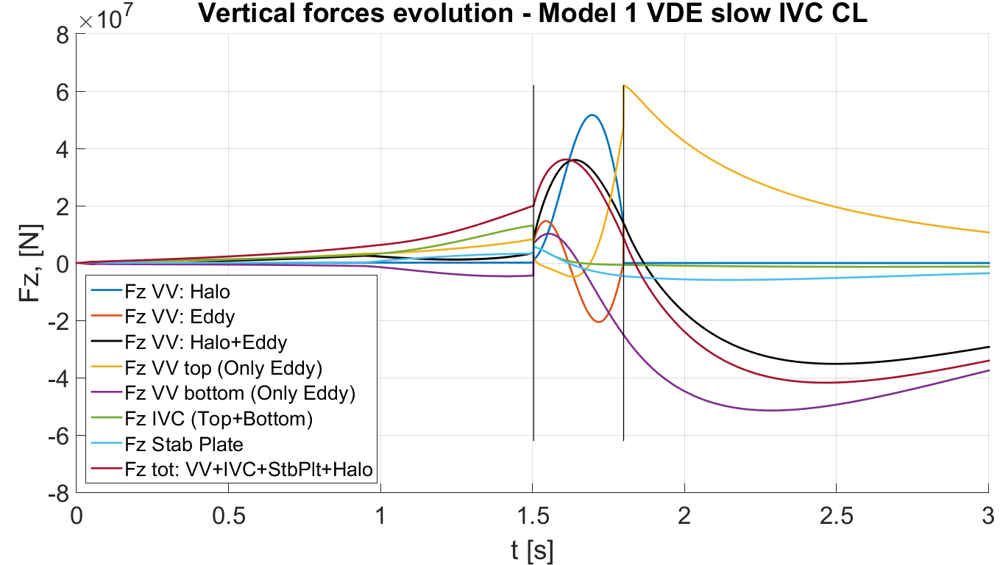 Vertical forces evolution - Model 1 VDE slow IVC CL
×10^7
8
6
4
2
0
-2
-4
-6
-8
Fz, [N]
Fz VV: Halo
Fz VV: Eddy
Fz VV: Halo+Eddy
Fz VV top (Only Eddy)
Fz VV bottom (Only Eddy)
Fz IVC (Top+Bottom)
Fz Stab Plate
Fz tot: VV+IVC+StbPlt+Halo
0 0.5 1 1.5 2 2.5 3
t [s]